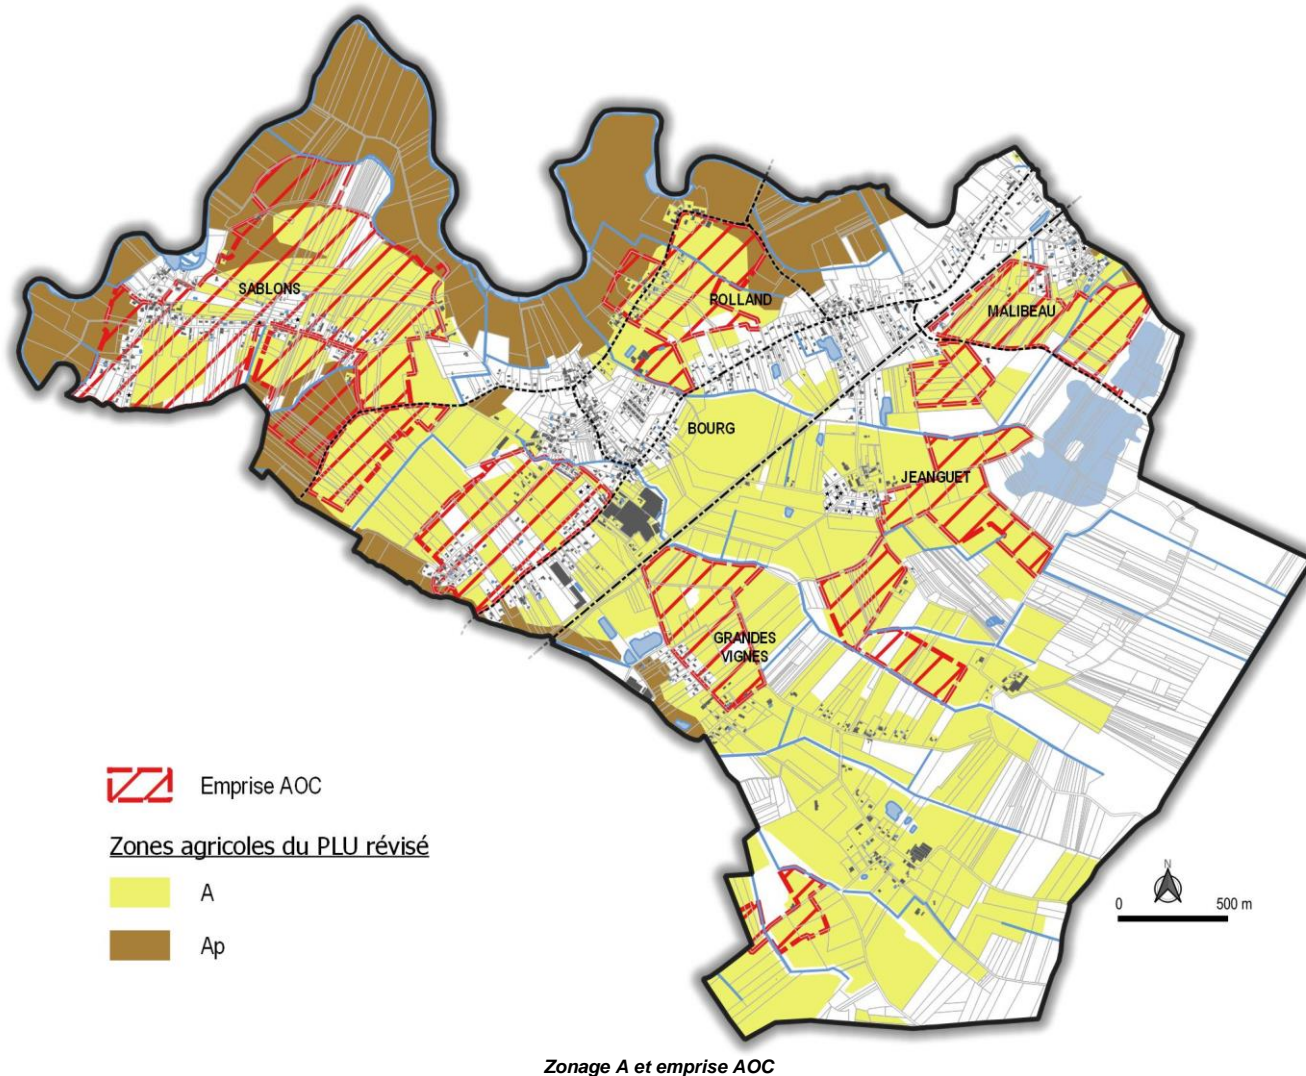 SABLONS
ROLLAND
MALIBEAU
BOURG
JEANGUET
GRANDES
VIGNES
Emprise AOC
Zones agricoles du PLU révisé
A
Ap
N
0 500 m
Zonage A et emprise AOC